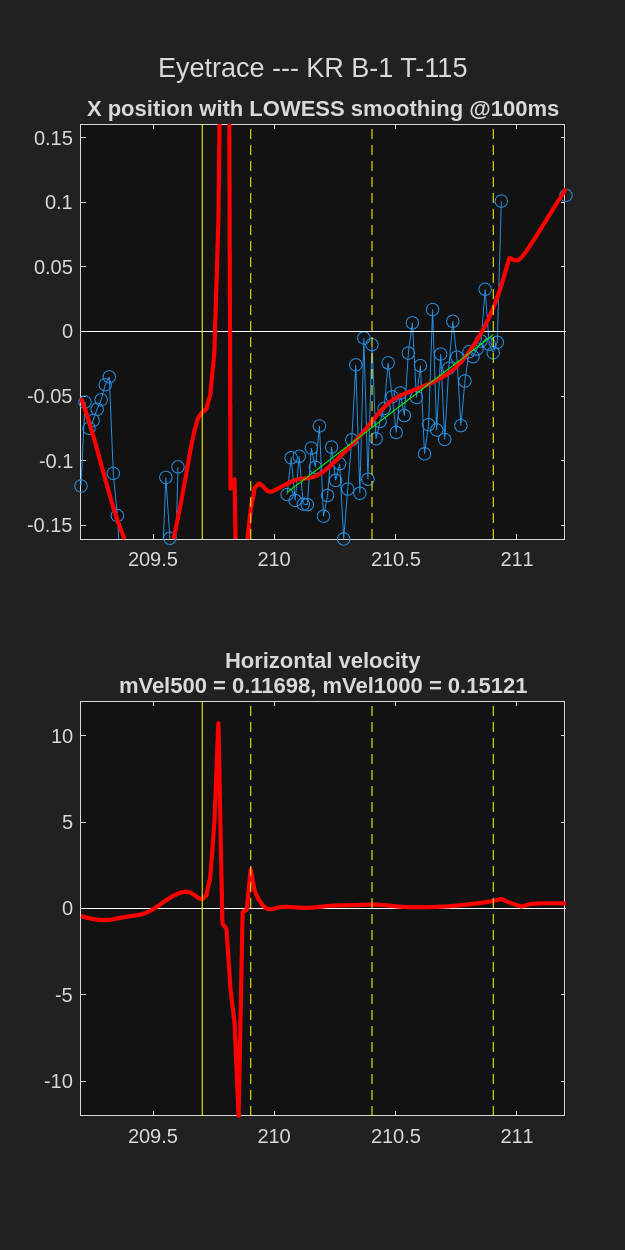 Eyetrace --- KR B-1 T-115
X position with LOWESS smoothing @100ms
0.15
0.1
0.05
0
-0.05
-0.1
-0.15
209.5 210 210.5 211
Horizontal velocity
mVel500 = 0.11698, mVel1000 = 0.15121
10
5
0
-5
-10
209.5 210 210.5 211